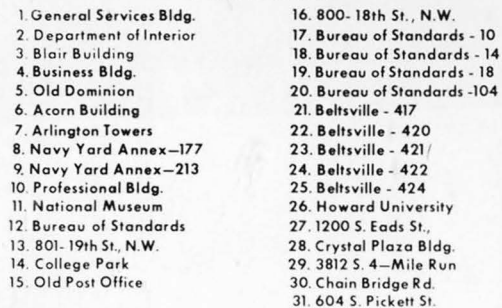 1. General Services Bldg.
2. Department of Interior
3. Blair Building
4. Business Bldg.
5. Old Dominion
6. Acorn Building
7. Arlington Towers
8. Navy Yard Annex—177
9. Navy Yard Annex—213
10. Professional Bldg.
11. National Museum
12. Bureau of Standards
13. 801-19th St., N.W.
14. College Park
15. Old Post Office
16. 800-18th St., N.W.
17. Bureau of Standards - 10
18. Bureau of Standards - 14
19. Bureau of Standards - 18
20. Bureau of Standards -104
21. Beltsville - 417
22. Beltsville - 420
23. Beltsville - 421/
24. Beltsville - 422
25. Beltsville - 424
26. Howard University
27. 1200 S. Eads St.,
28. Crystal Plaza Bldg.
29. 3812 S. 4—Mile Run
30. Chain Bridge Rd.
31. 604 S. Pickett St.